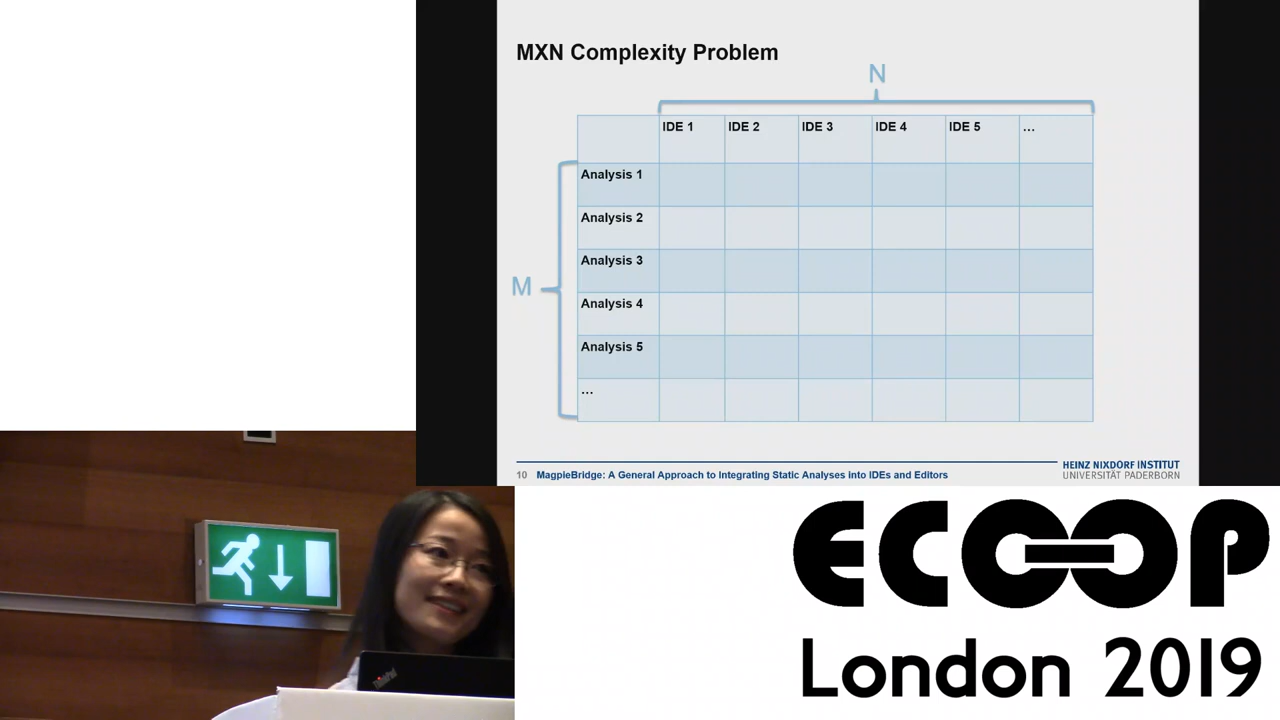 MXN Complexity Problem
N
IDE 1 IDE 2 IDE 3 IDE 4 IDE 5 ...
Analysis 1
Analysis 2
Analysis 3
M
Analysis 4
Analysis 5
...
10 MagpieBridge: A General Approach to Integrating Static Analyses into IDEs and Editors
HEINZ NIXDORF INSTITUT
UNIVERSITÄT PADERBORN
ThinkPad
ECOOP
London 2019